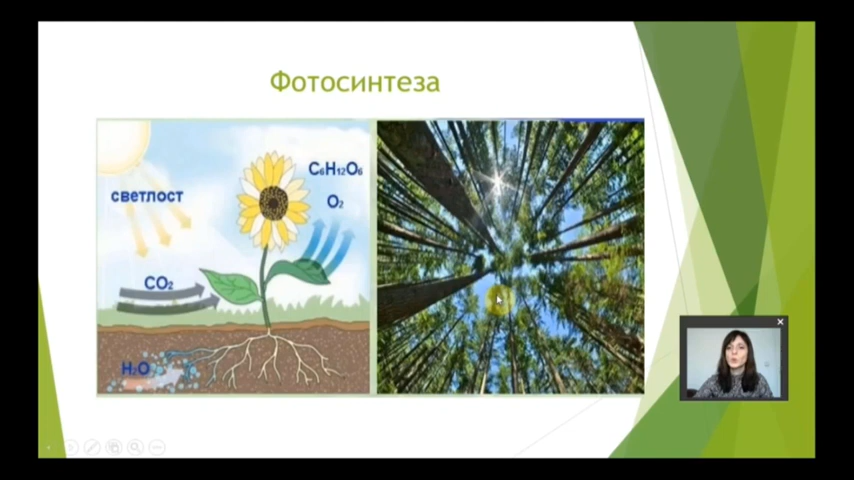 Фотосинтеза
C₆H₁₂O₆
светлост
O₂
CO₂
H₂O